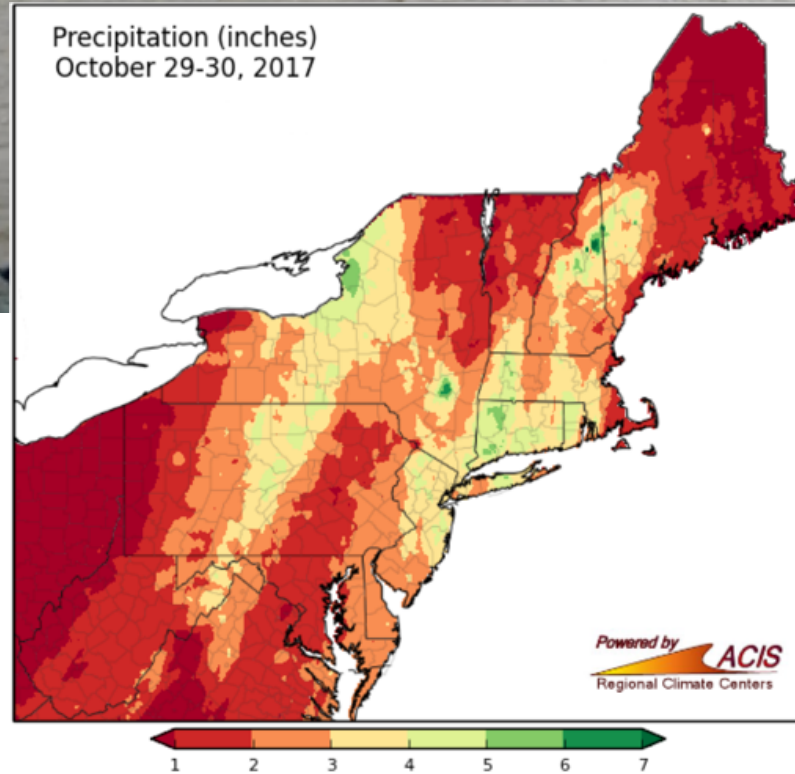 Precipitation (inches)
October 29-30, 2017
Powered by
ACIS
Regional Climate Centers
1 2 3 4 5 6 7